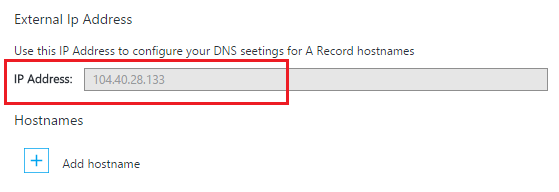 External Ip Address
Use this IP Address to configure your DNS seetings for A Record hostnames
IP Address: 104.40.28.133
Hostnames
+ Add hostname